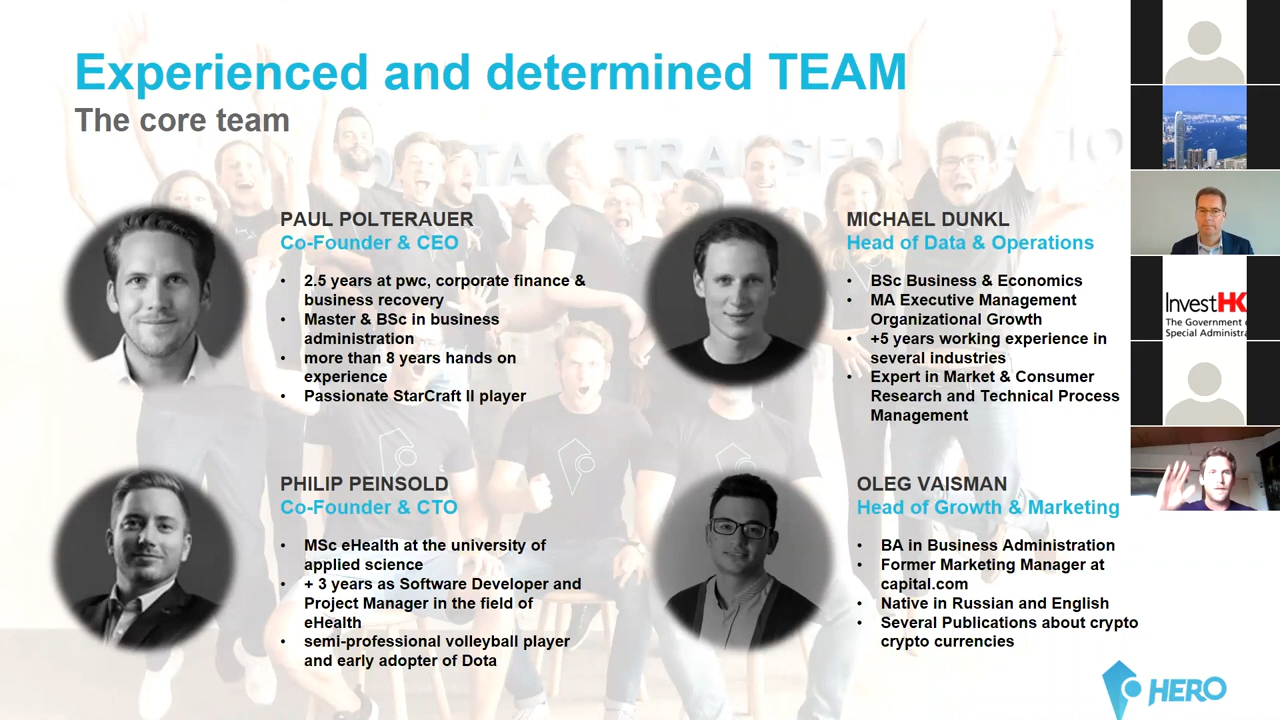 Experienced and determined TEAM
The core team
PAUL POLTERAUER
Co-Founder & CEO
• 2.5 years at pwc, corporate finance &
business recovery
• Master & BSc in business
administration
• more than 8 years hands on
experience
• Passionate StarCraft II player
MICHAEL DUNKL
Head of Data & Operations
• BSc Business & Economics
• MA Executive Management
Organizational Growth
• +5 years working experience in
several industries
• Expert in Market & Consumer
Research and Technical Process
Management
PHILIP PEINSOLD
Co-Founder & CTO
• MSc eHealth at the university of
applied science
• + 3 years as Software Developer and
Project Manager in the field of
eHealth
• semi-professional volleyball player
and early adopter of Dota
OLEG VAISMAN
Head of Growth & Marketing
• BA in Business Administration
• Former Marketing Manager at
capital.com
• Native in Russian and English
• Several Publications about crypto
crypto currencies
HERO
InvestHK
The Government
Special Administra